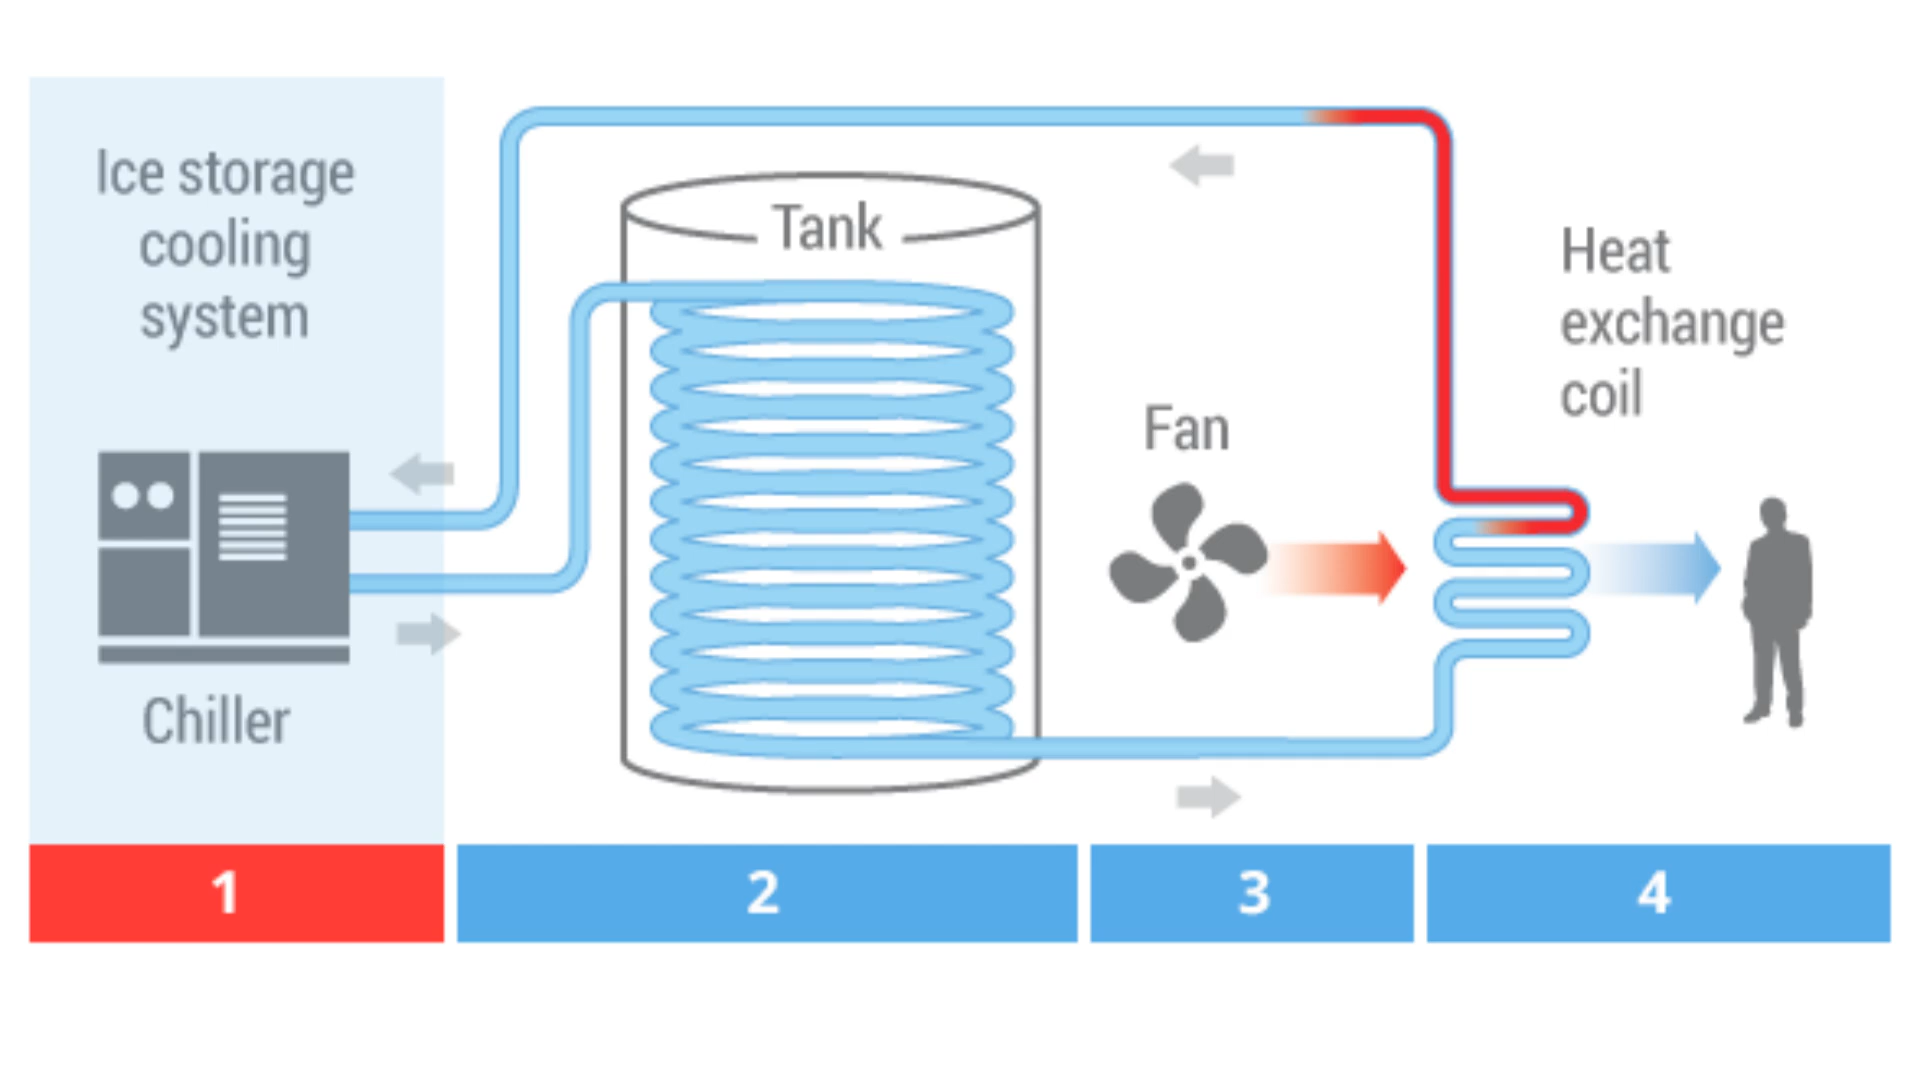 Ice storage
cooling
system
Tank
Heat
exchange
coil
Fan
Chiller
1
2
3
4